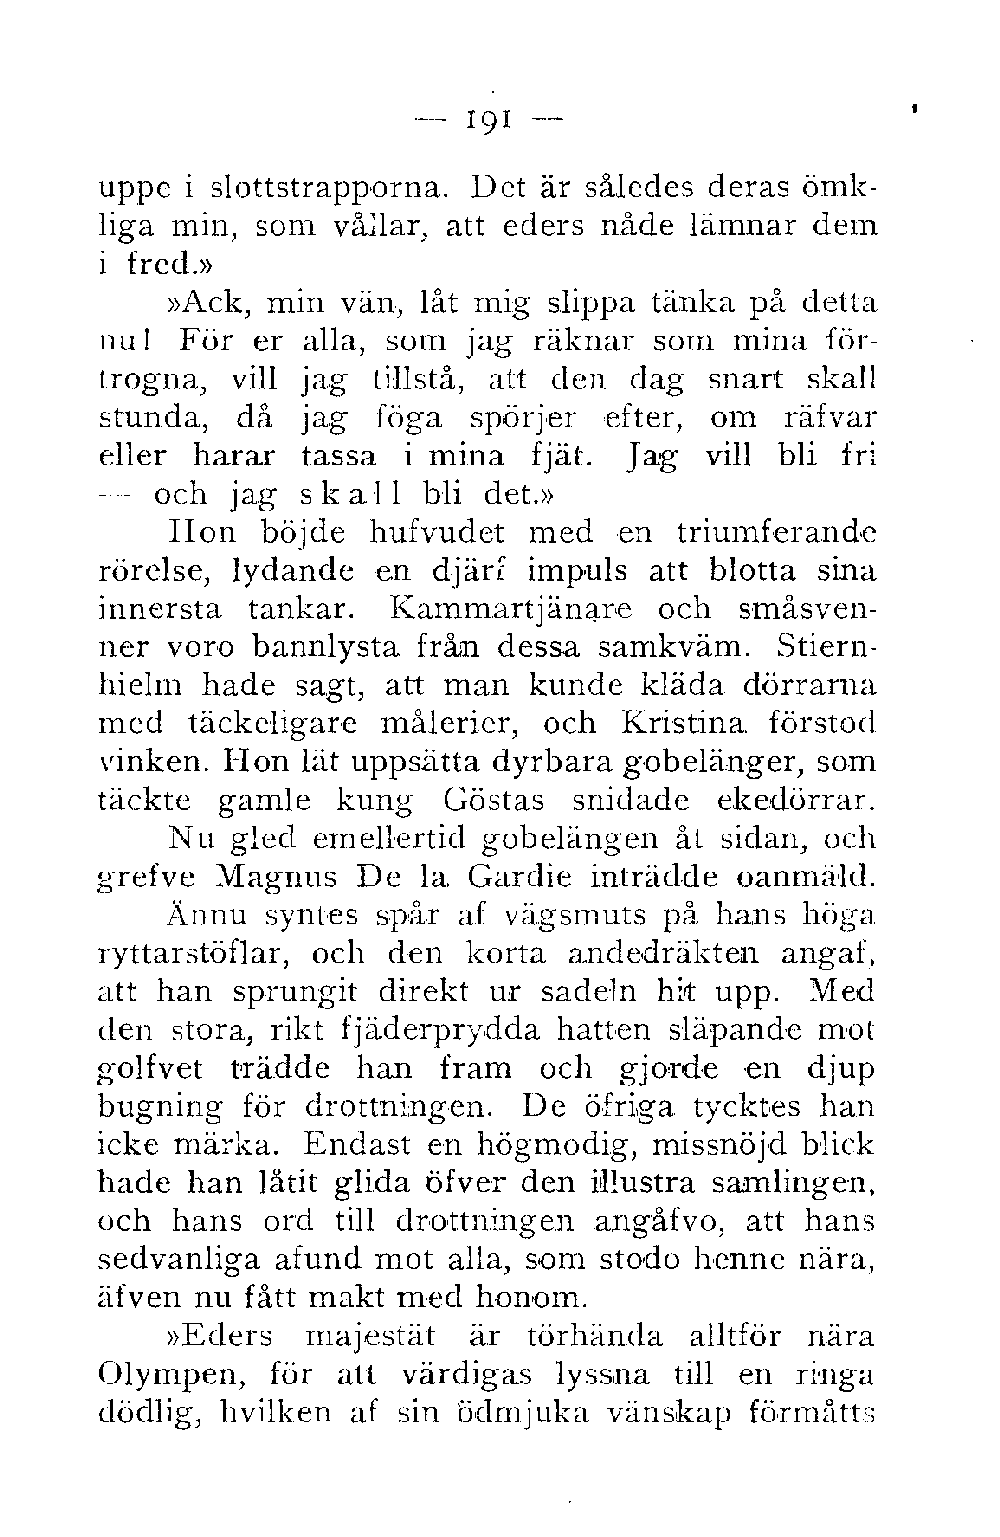 — 191 —
uppe i slottstrapporna. Det är således deras ömk-
liga min, som vållar, att eders nåde lämnar dem
i fred.»
»Ack, min vän, låt mig slippa tänka på detta
nu! För er alla, som jag räknar som mina för-
trogna, vill jag tillstå, att den dag snart skall
stunda, då jag föga spörjer efter, om räfvar
eller harar tassa i mina fjät. Jag vill bli fri
— och jag skall bli det.»
Hon böjde hufvudet med en triumferande
rörelse, lydande en djärf impuls att blotta sina
innersta tankar. Kammartjänare och småsven-
ner voro bannlysta från dessa samkväm. Stiern-
hielm hade sagt, att man kunde kläda dörrarna
med täckeligare målerier, och Kristina förstod
vinken. Hon lät uppsätta dyrbara gobelänger, som
täckte gamle kung Göstas snidade ekedörrar.
Nu gled emellertid gobelängen åt sidan, och
grefve Magnus De la Gardie inträdde oanmäld.
Ännu syntes spår af vägsmuts på hans höga
ryttarstöflar, och den korta andedräkten angaf,
att han sprungit direkt ur sadeln hit upp. Med
den stora, rikt fjäderprydda hatten släpande mot
golfvet trädde han fram och gjorde en djup
bugning för drottningen. De öfriga tycktes han
icke märka. Endast en högmodig, missnöjd blick
hade han låtit glida öfver den illustra samlingen,
och hans ord till drottningen angåfvo, att hans
sedvanliga afund mot alla, som stodo henne nära,
äfven nu fått makt med honom.
»Eders majestät är törhända alltför nära
Olympen, för att värdigas lyssna till en ringa
dödlig, hvilken af sin ödmjuka vänskap förmåtts